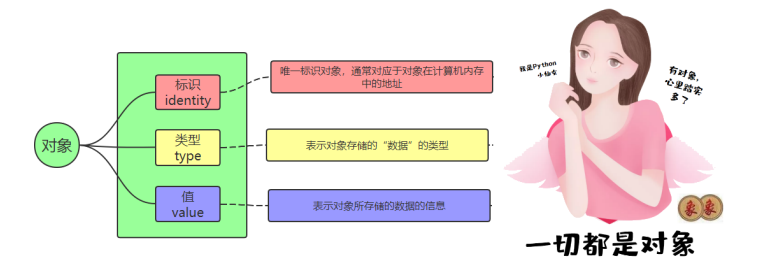 对象
标识
identity
唯一标识对象，通常对应于对象在计算机内存
中的地址
类型
type
表示对象存储的“数据”的类型
值
value
表示对象所存储的数据的信息
我是Python
小仙女
有对象，
心里踏实
多了
象 象
一切都是对象